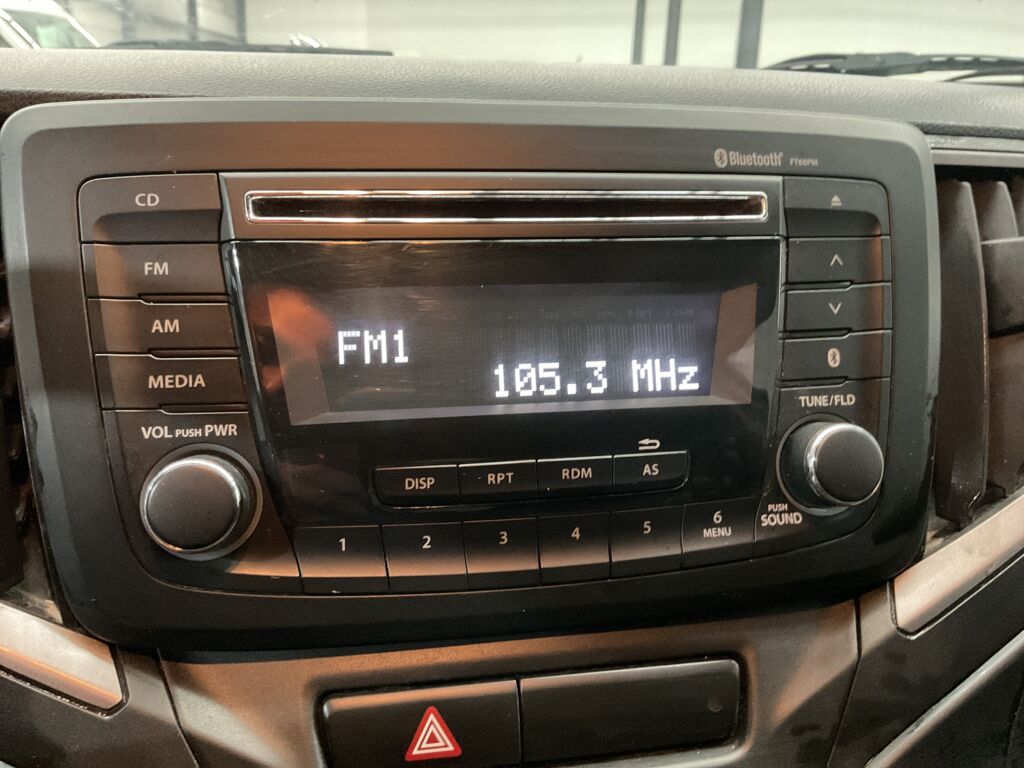 Bluetooth® FT68PM
CD
FM
AM
MEDIA
VOL PUSH PWR
FM1
105.3 MHz
TUNE/FLD
DISP RPT RDM AS
1 2 3 4 5 6
MENU
PUSH
SOUND